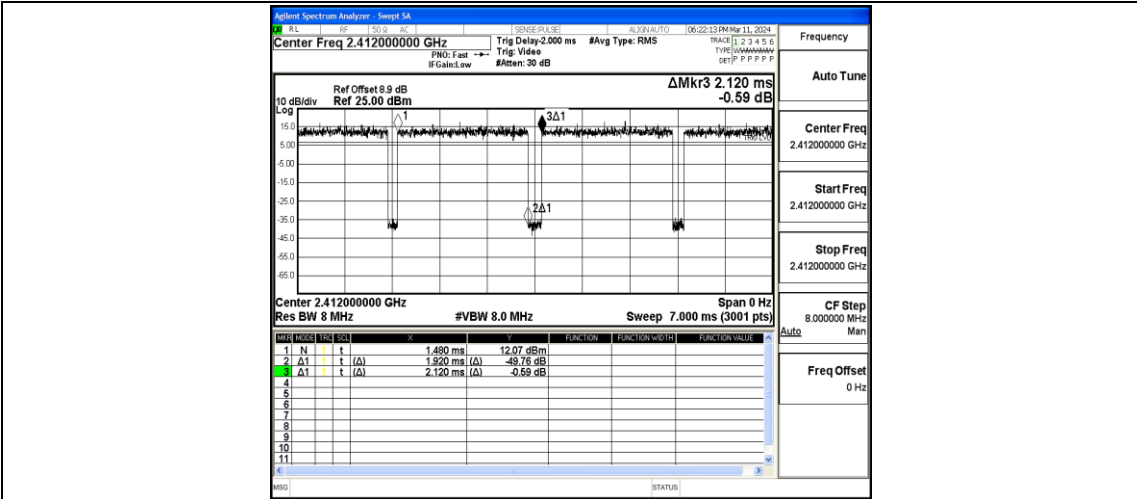 Agilent Spectrum Analyzer - Swept SA
RL RF 50 Ω AC SENSE:PULSE ALIGN AUTO 06:22:13 PM Mar 11, 2024
Center Freq 2.412000000 GHz
PNO: Fast
IFGain:Low
Trig Delay-2.000 ms
Trig: Video
#Atten: 30 dB
#Avg Type: RMS
TRACE 1 2 3 4 5 6
TYPE WWWWWW
DET P P P P P P
ΔMkr3 2.120 ms
-0.59 dB
Ref Offset 8.9 dB
10 dB/div Ref 25.00 dBm
Log
15.0
5.00
-5.00
-15.0
-25.0
-35.0
-45.0
-55.0
-65.0
1
3Δ1
2Δ1
TRIG LVL
Center 2.412000000 GHz Span 0 Hz
Res BW 8 MHz #VBW 8.0 MHz Sweep 7.000 ms (3001 pts)
MKR MODE TRC SCL X Y FUNCTION FUNCTION WIDTH FUNCTION VALUE
1 N 1 t 1.480 ms 12.07 dBm
2 Δ1 1 t (Δ) 1.920 ms (Δ) -49.76 dB
3 Δ1 1 t (Δ) 2.120 ms (Δ) -0.59 dB
4
5
6
7
8
9
10
11
MSG STATUS
Frequency
Auto Tune
Center Freq
2.412000000 GHz
Start Freq
2.412000000 GHz
Stop Freq
2.412000000 GHz
CF Step
8.000000 MHz
Auto Man
Freq Offset
0 Hz